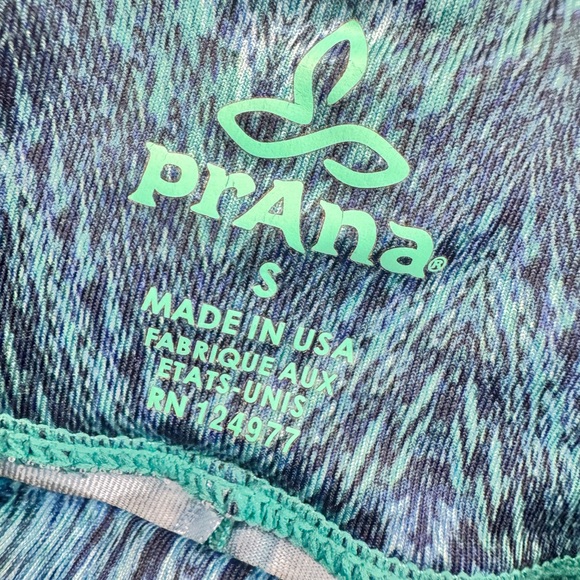 prAna®
S
MADE IN USA
FABRIQUE AUX
ETATS-UNIS
RN 124977